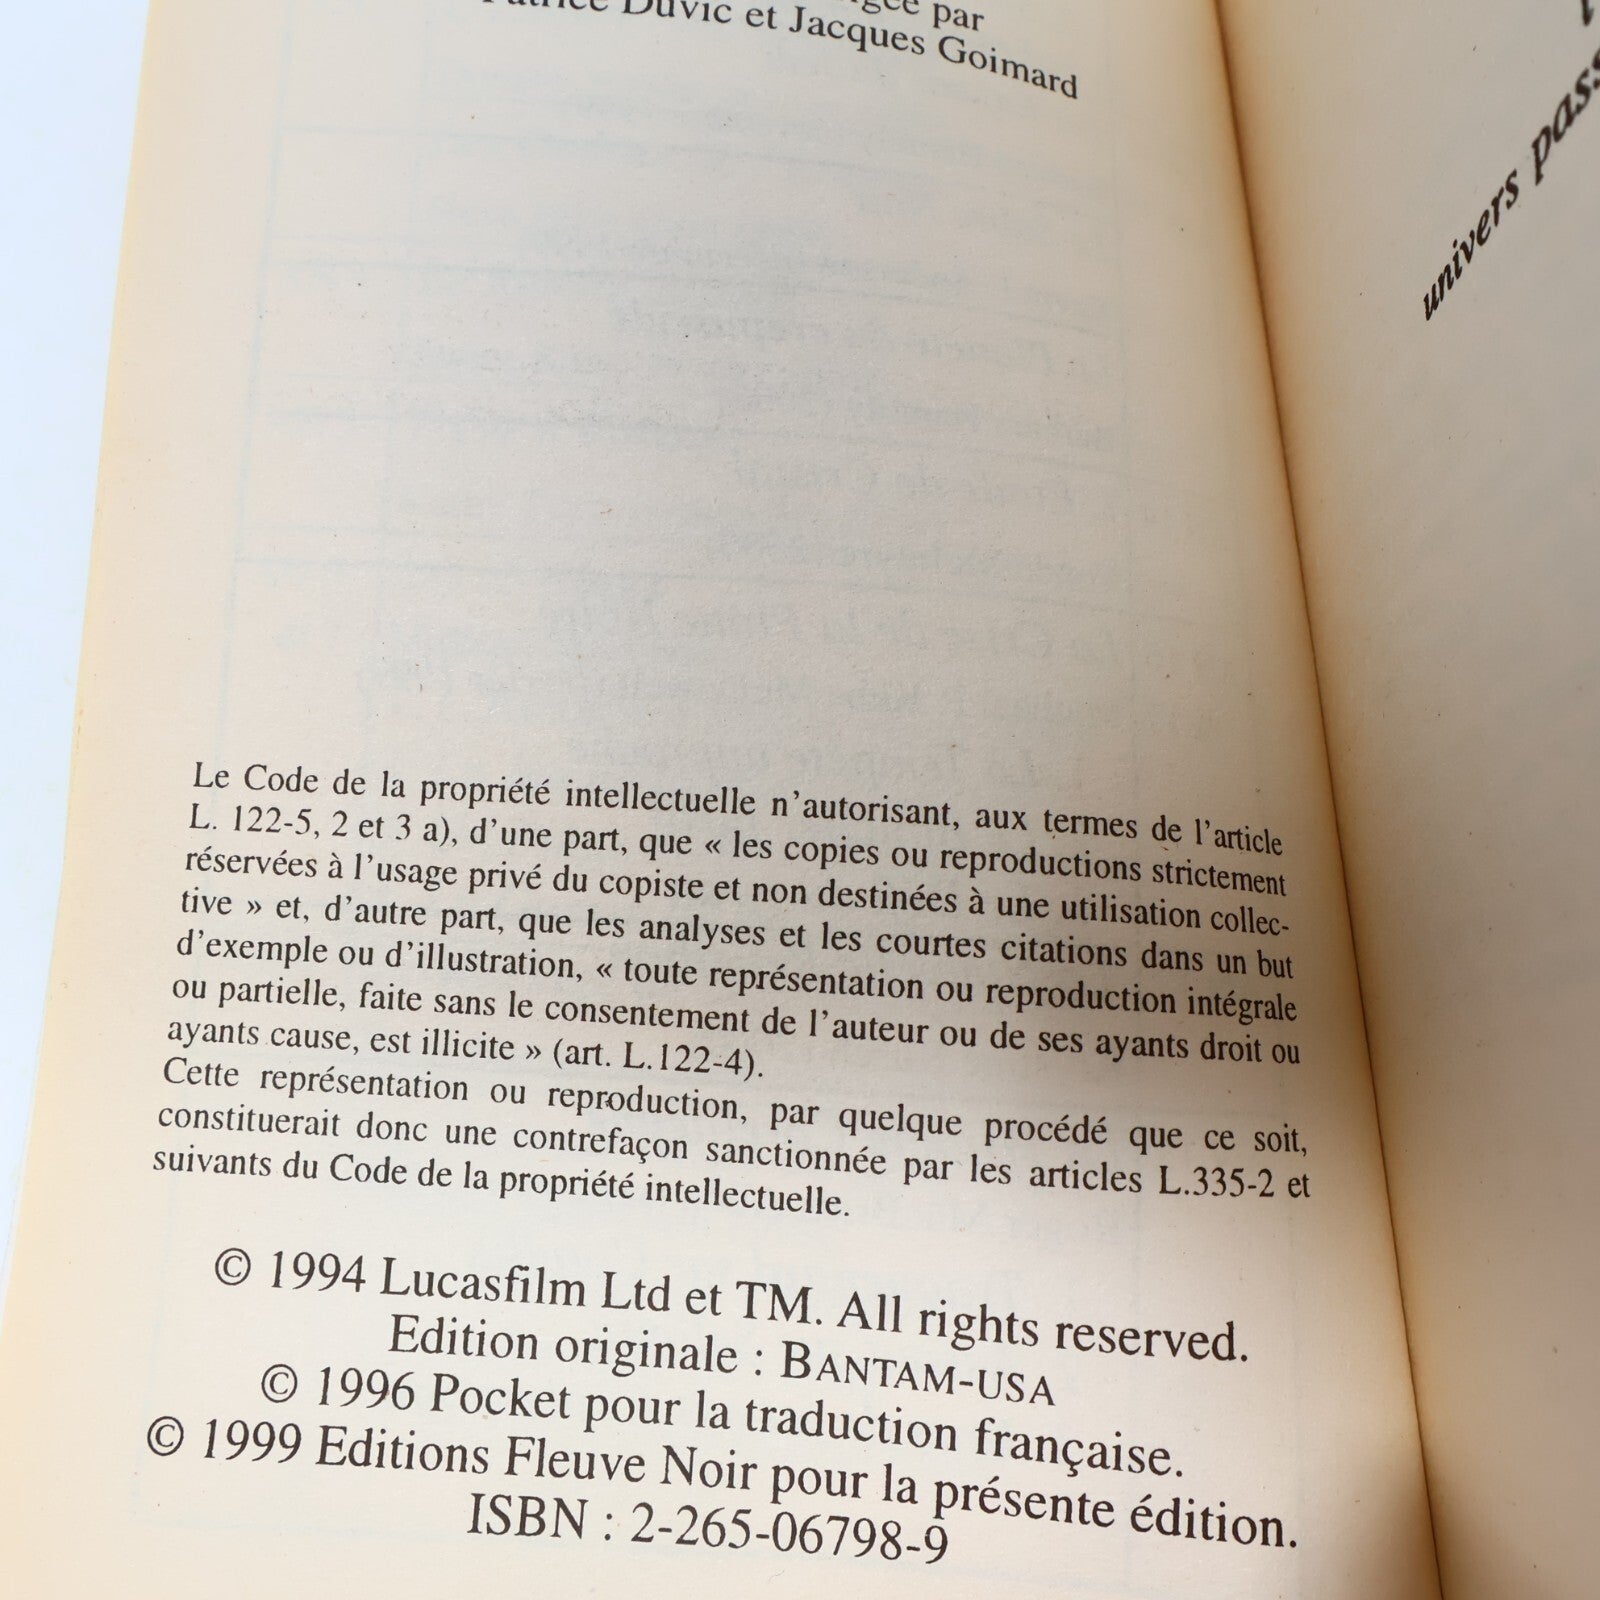 par
Duvic et Jacques Goimard
Le Code de la propriété intellectuelle n'autorisant, aux termes de l'article
L. 122-5, 2 et 3 a), d'une part, que « les copies ou reproductions strictement
réservées à l'usage privé du copiste et non destinées à une utilisation collec-
tive » et, d'autre part, que les analyses et les courtes citations dans un but
d'exemple ou d'illustration, « toute représentation ou reproduction intégrale
ou partielle, faite sans le consentement de l'auteur ou de ses ayants droit ou
ayants cause, est illicite » (art. L.122-4).
Cette représentation ou reproduction, par quelque procédé que ce soit,
constituerait donc une contrefaçon sanctionnée par les articles L.335-2 et
suivants du Code de la propriété intellectuelle.
© 1994 Lucasfilm Ltd et TM. All rights reserved.
Edition originale : BANTAM-USA
© 1996 Pocket pour la traduction française.
© 1999 Editions Fleuve Noir pour la présente édition.
ISBN : 2-265-06798-9
univers